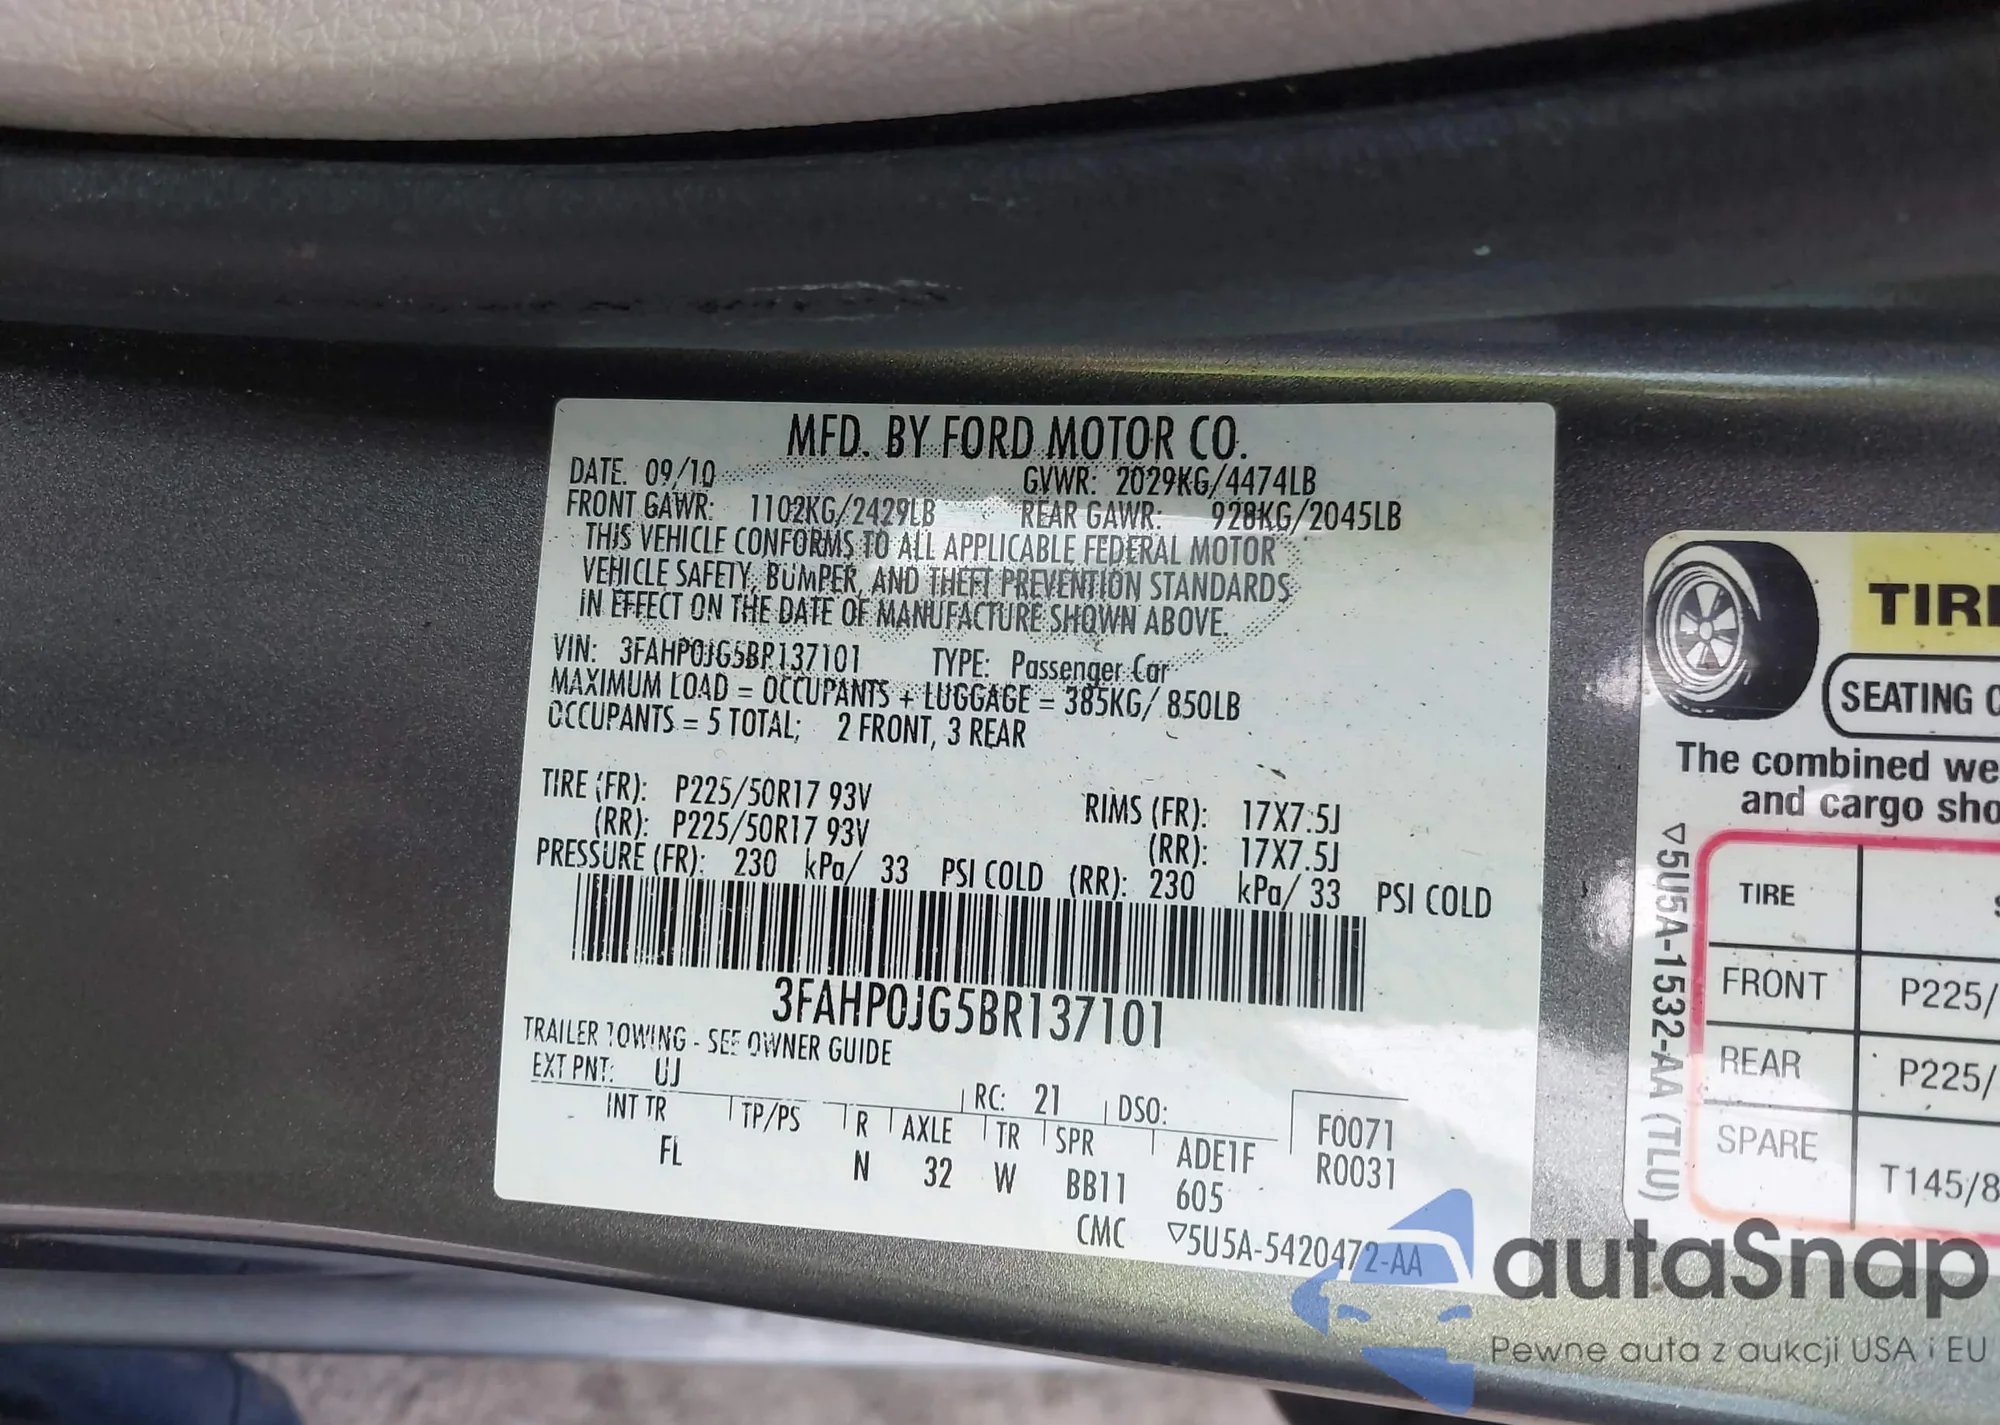 MFD. BY FORD MOTOR CO.
DATE. 09/10 GVWR: 2029KG/4474LB
FRONT GAWR: 1102KG/2429LB REAR GAWR: 928KG/2045LB
THIS VEHICLE CONFORMS TO ALL APPLICABLE FEDERAL MOTOR
VEHICLE SAFETY, BUMPER, AND THEFT PREVENTION STANDARDS
IN EFFECT ON THE DATE OF MANUFACTURE SHOWN ABOVE.
VIN: 3FAHP0JG5BR137101 TYPE: Passenger Car
MAXIMUM LOAD = OCCUPANTS + LUGGAGE = 385KG/ 850LB
OCCUPANTS = 5 TOTAL; 2 FRONT, 3 REAR
TIRE (FR): P225/50R17 93V RIMS (FR): 17X7.5J
(RR): P225/50R17 93V (RR): 17X7.5J
PRESSURE (FR): 230 kPa/ 33 PSI COLD (RR): 230 kPa/ 33 PSI COLD
3FAHP0JG5BR137101
TRAILER TOWING - SEE OWNER GUIDE
EXT PNT: UJ RC: 21 DSO: F0071
INT TR TP/PS R AXLE TR SPR ADE1F R0031
FL N 32 W BB11 605
CMC ▽5U5A-5420472-AA
TIRE
SEATING C
The combined we
and cargo sho
TIRE S
FRONT P225/
REAR P225/
SPARE T145/8
▽5U5A-1532-AA (TLU)
autaSnap
Pewne auta z aukcji USA i EU